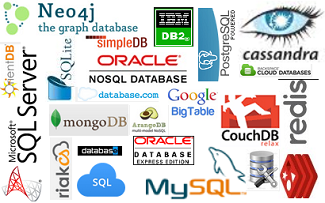 Neo4j
the graph database
simpleDB
IBM
DB2
PostgreSQL
POWERED
cassandra
OrientDB
SQLite
ORACLE
NOSQL DATABASE
CLOUD DATABASES
Microsoft
SQL Server
database.com
Google
BigTable
mongoDB
ArangoDB
multi-model NoSQL
CouchDB
relax
redis
riak
databas
ORACLE
DATABASE
EXPRESS EDITION
SQL
MySQL